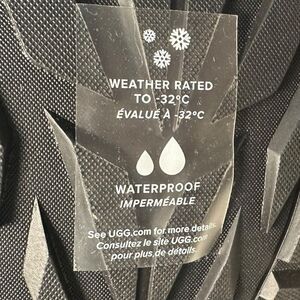 WEATHER RATED
TO -32°C
ÉVALUÉ À -32°C
WATERPROOF
IMPERMÉABLE
See UGG.com for more details.
Consultez le site UGG.com
pour plus de détails.